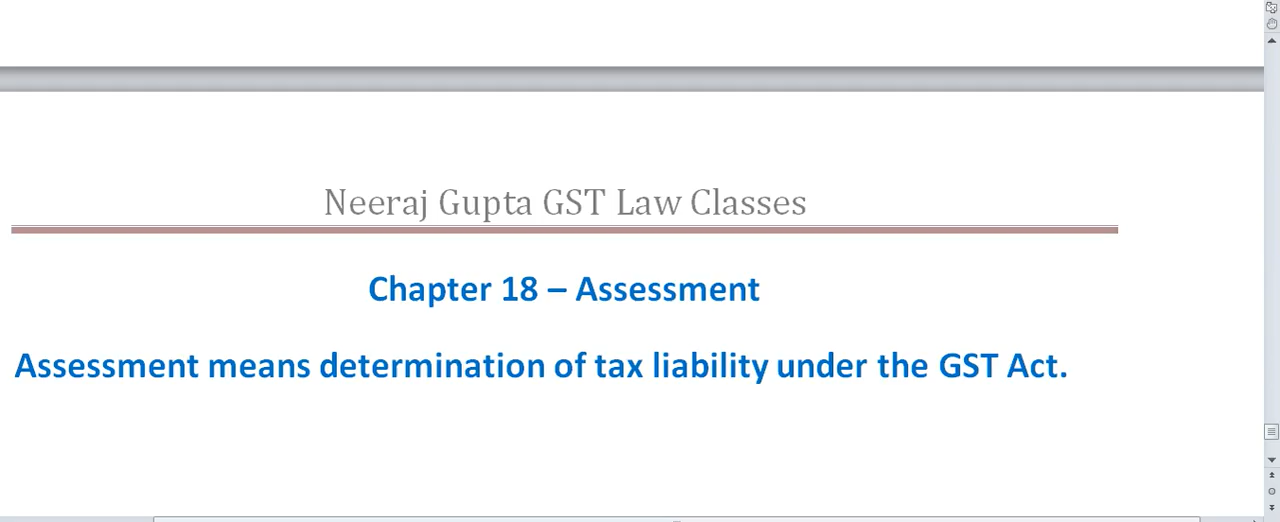 Neeraj Gupta GST Law Classes
Chapter 18 – Assessment
Assessment means determination of tax liability under the GST Act.